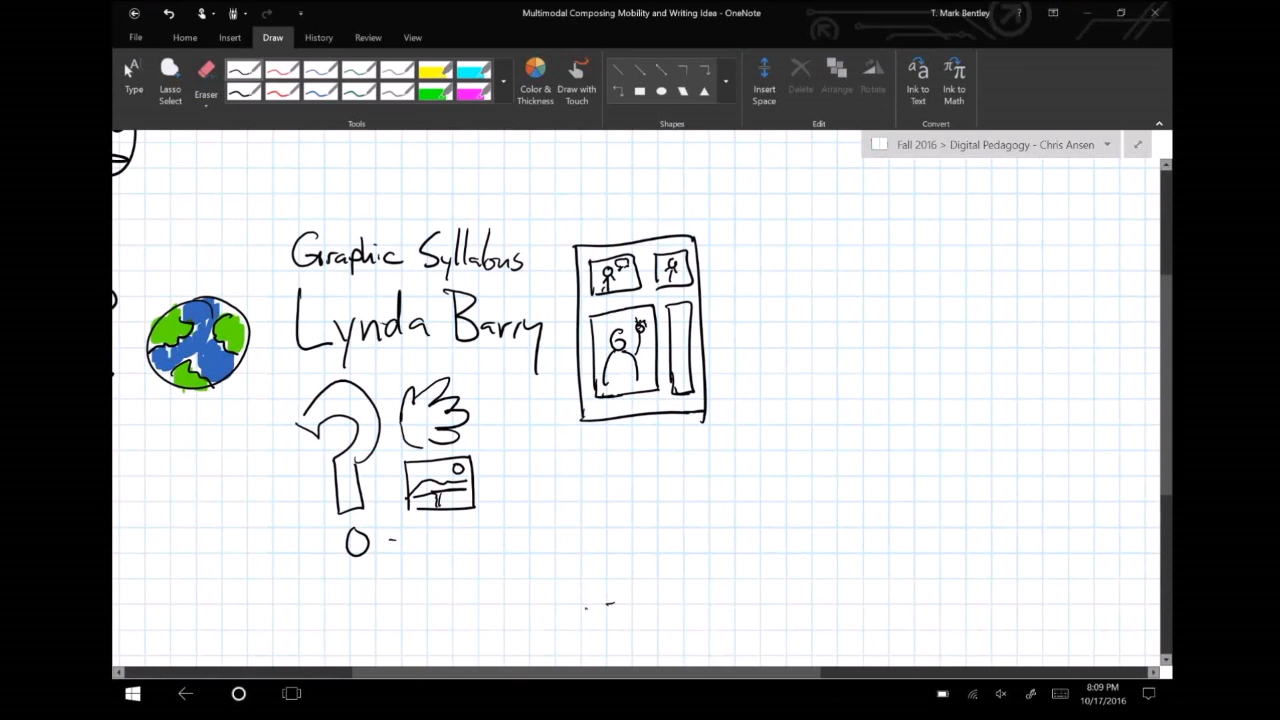 Multimodal Composing Mobility and Writing Idea - OneNote
T. Mark Bentley
?
File Home Insert Draw History Review View
Type
Lasso Select
Eraser
Color & Thickness
Draw with Touch
Insert Space
Delete
Arrange
Rotate
Ink to Text
Ink to Math
Tools
Shapes
Edit
Convert
Fall 2016 > Digital Pedagogy - Chris Ansen
Graphic Syllabus
Lynda Barry
8:09 PM
10/17/2016